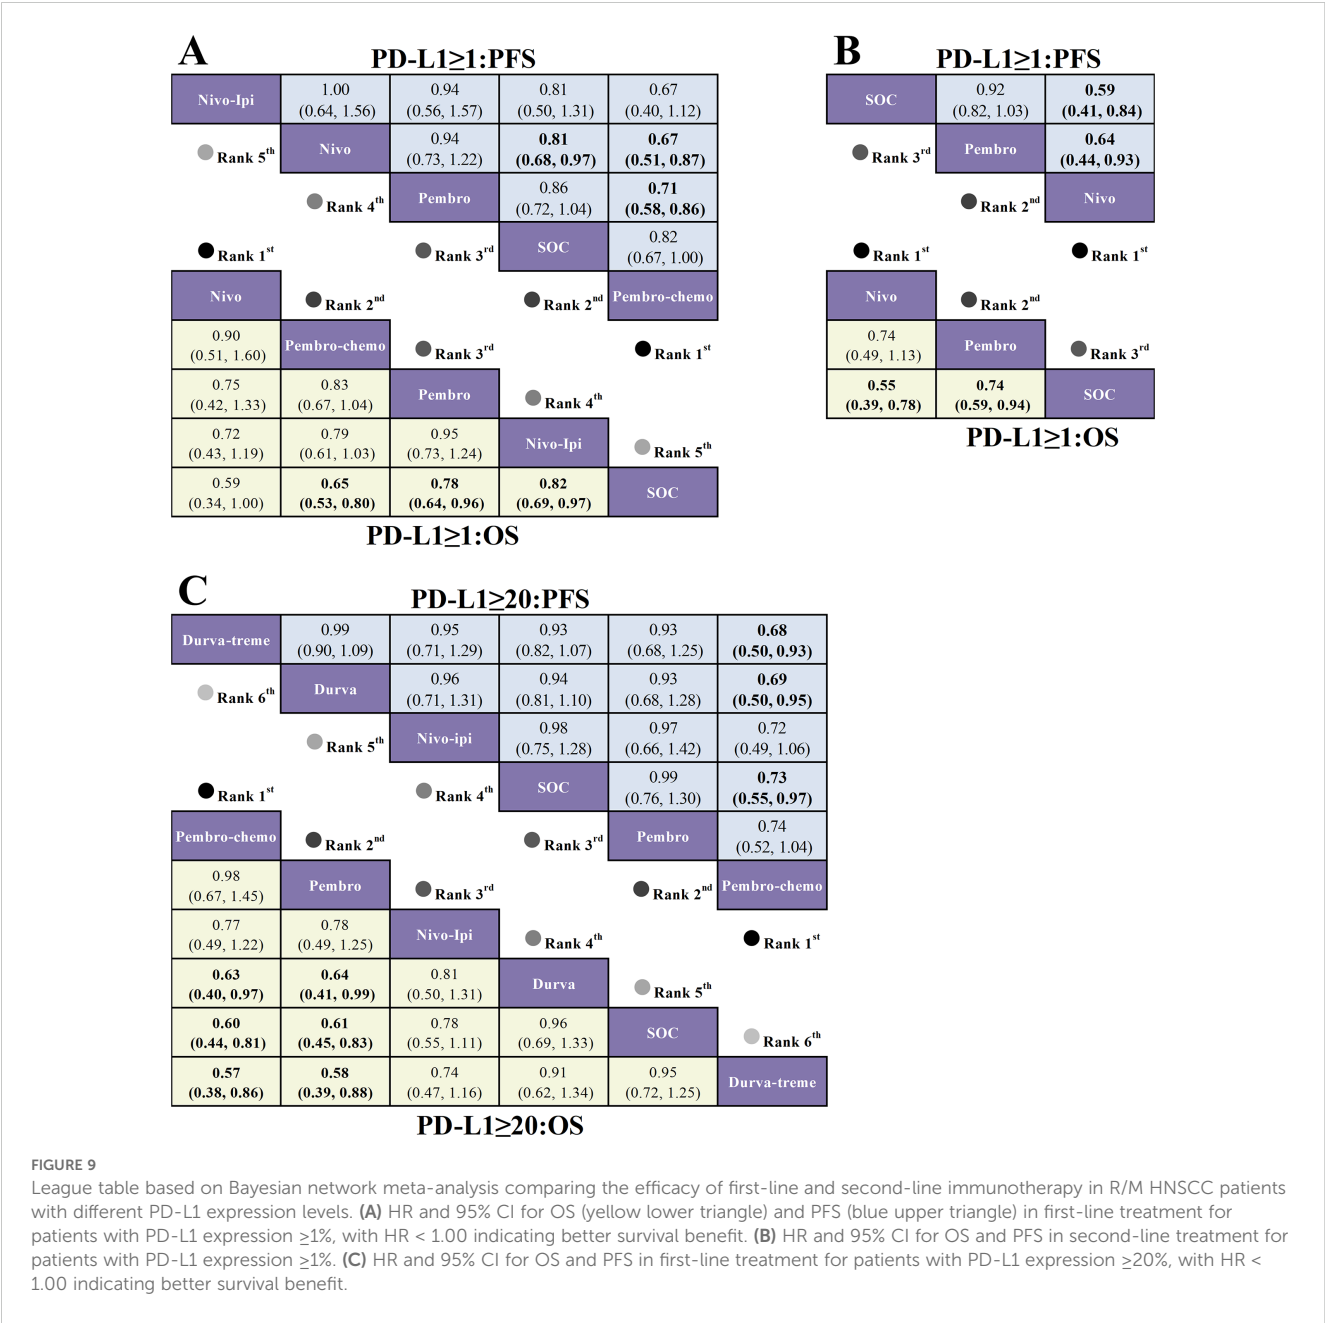 A
PD-L1≥1:PFS
Nivo-Ipi 1.00 0.94 0.81 0.67
(0.64, 1.56) (0.56, 1.57) (0.50, 1.31) (0.40, 1.12)
Rank 5th Nivo 0.94 0.81 0.67
(0.73, 1.22) (0.68, 0.97) (0.51, 0.87)
Rank 4th Pembro 0.86 0.71
(0.72, 1.04) (0.58, 0.86)
Rank 1st Rank 3rd SOC 0.82
(0.67, 1.00)
Nivo Rank 2nd Rank 2nd Pembro-chemo
0.90 Pembro-chemo Rank 3rd Rank 1st
(0.51, 1.60)
0.75 0.83 Pembro Rank 4th
(0.42, 1.33) (0.67, 1.04)
0.72 0.79 0.95 Nivo-Ipi Rank 5th
(0.43, 1.19) (0.61, 1.03) (0.73, 1.24)
0.59 0.65 0.78 0.82 SOC
(0.34, 1.00) (0.53, 0.80) (0.64, 0.96) (0.69, 0.97)
PD-L1≥1:OS
B
PD-L1≥1:PFS
SOC 0.92 0.59
(0.82, 1.03) (0.41, 0.84)
Rank 3rd Pembro 0.64
(0.44, 0.93)
Rank 2nd Nivo
Rank 1st Rank 1st
Nivo Rank 2nd
0.74 Pembro Rank 3rd
(0.49, 1.13)
0.55 0.74 SOC
(0.39, 0.78) (0.59, 0.94)
PD-L1≥1:OS
C
PD-L1≥20:PFS
Durva-treme 0.99 0.95 0.93 0.93 0.68
(0.90, 1.09) (0.71, 1.29) (0.82, 1.07) (0.68, 1.25) (0.50, 0.93)
Rank 6th Durva 0.96 0.94 0.93 0.69
(0.71, 1.31) (0.81, 1.10) (0.68, 1.28) (0.50, 0.95)
Rank 5th Nivo-ipi 0.98 0.97 0.72
(0.75, 1.28) (0.66, 1.42) (0.49, 1.06)
Rank 1st Rank 4th SOC 0.99 0.73
(0.76, 1.30) (0.55, 0.97)
Pembro-chemo Rank 2nd Rank 3rd Pembro 0.74
(0.52, 1.04)
0.98 Pembro Rank 3rd Rank 2nd Pembro-chemo
(0.67, 1.45)
0.77 0.78 Nivo-Ipi Rank 4th Rank 1st
(0.49, 1.22) (0.49, 1.25)
0.63 0.64 0.81 Durva Rank 5th
(0.40, 0.97) (0.41, 0.99) (0.50, 1.31)
0.60 0.61 0.78 0.96 SOC Rank 6th
(0.44, 0.81) (0.45, 0.83) (0.55, 1.11) (0.69, 1.33)
0.57 0.58 0.74 0.91 0.95 Durva-treme
(0.38, 0.86) (0.39, 0.88) (0.47, 1.16) (0.62, 1.34) (0.72, 1.25)
PD-L1≥20:OS
FIGURE 9
League table based on Bayesian network meta-analysis comparing the efficacy of first-line and second-line immunotherapy in R/M HNSCC patients
with different PD-L1 expression levels. (A) HR and 95% CI for OS (yellow lower triangle) and PFS (blue upper triangle) in first-line treatment for
patients with PD-L1 expression ≥1%, with HR < 1.00 indicating better survival benefit. (B) HR and 95% CI for OS and PFS in second-line treatment for
patients with PD-L1 expression ≥1%. (C) HR and 95% CI for OS and PFS in first-line treatment for patients with PD-L1 expression ≥20%, with HR <
1.00 indicating better survival benefit.